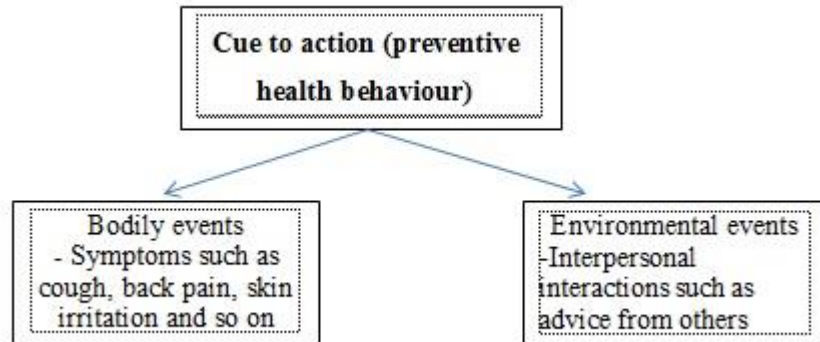 Cue to action (preventive
health behaviour)
Bodily events
- Symptoms such as
cough, back pain, skin
irritation and so on
Environmental events
-Interpersonal
interactions such as
advice from others